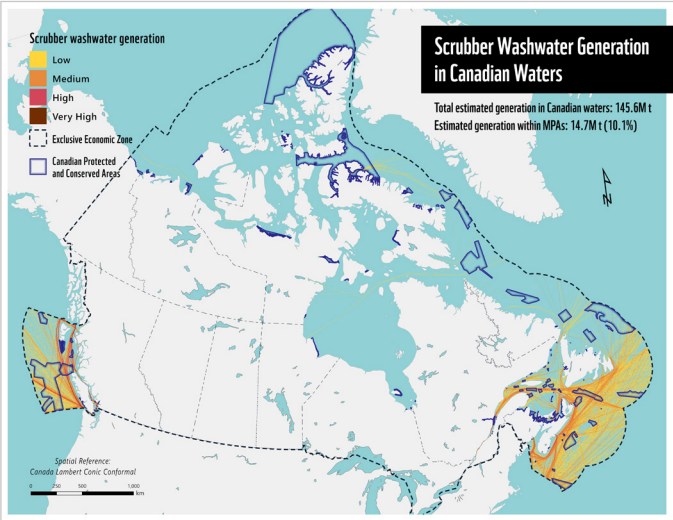 Scrubber washwater generation
Low
Medium
High
Very High
Exclusive Economic Zone
Canadian Protected
and Conserved Areas
Scrubber Washwater Generation
in Canadian Waters
Total estimated generation in Canadian waters: 145.6M t
Estimated generation within MPAs: 14.7M t (10.1%)
N
Spatial Reference:
Canada Lambert Conic Conformal
0 250 500 1,000
km